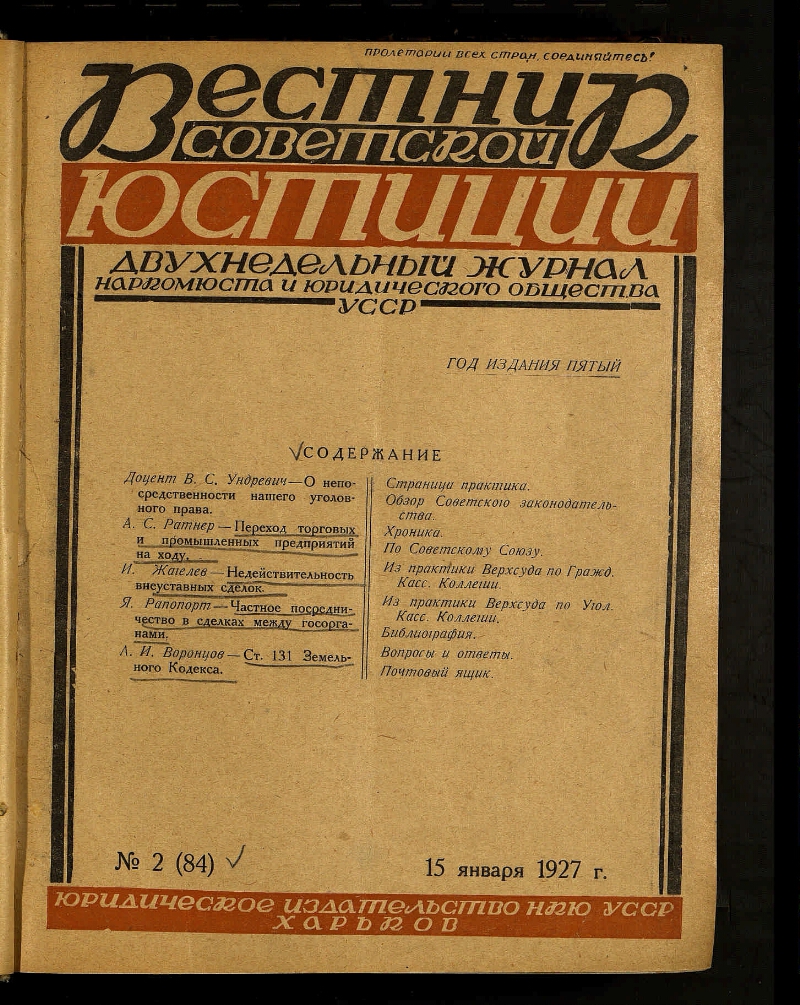 ПРОЛЕТАРИИ ВСЕХ СТРАН, СОЕДИНЯЙТЕСЬ!
ВЕСТНИК
СОВЕТСКОЙ
ЮСТИЦИИ
ДВУХНЕДЕЛЬНЫЙ ЖУРНАЛ
НАРКОМЮСТА И ЮРИДИЧЕСКОГО ОБЩЕСТВА
УССР
ГОД ИЗДАНИЯ ПЯТЫЙ
СОДЕРЖАНИЕ
Доцент В. С. Ундревич—О непо-
средственности нашего уголов-
ного права.
А. С. Ратнер—Переход торговых
и промышленных предприятий
на ходу.
И. Жагелев—Недействительность
внеуставных сделок.
Я. Рапопорт—Частное посредни-
чество в сделках между госорга-
нами.
А. И. Воронцов—Ст. 131 Земель-
ного Кодекса.
Страница практика.
Обзор Советского законодатель-
ства.
Хроника.
По Советскому Союзу.
Из практики Верхсуда по Гражд.
Касс. Коллегии.
Из практики Верхсуда по Угол.
Касс. Коллегии.
Библиография.
Вопросы и ответы.
Почтовый ящик.
№ 2 (84)
15 января 1927 г.
ЮРИДИЧЕСКОЕ ИЗДАТЕЛЬСТВО НКЮ УССР
ХАРЬКОВ